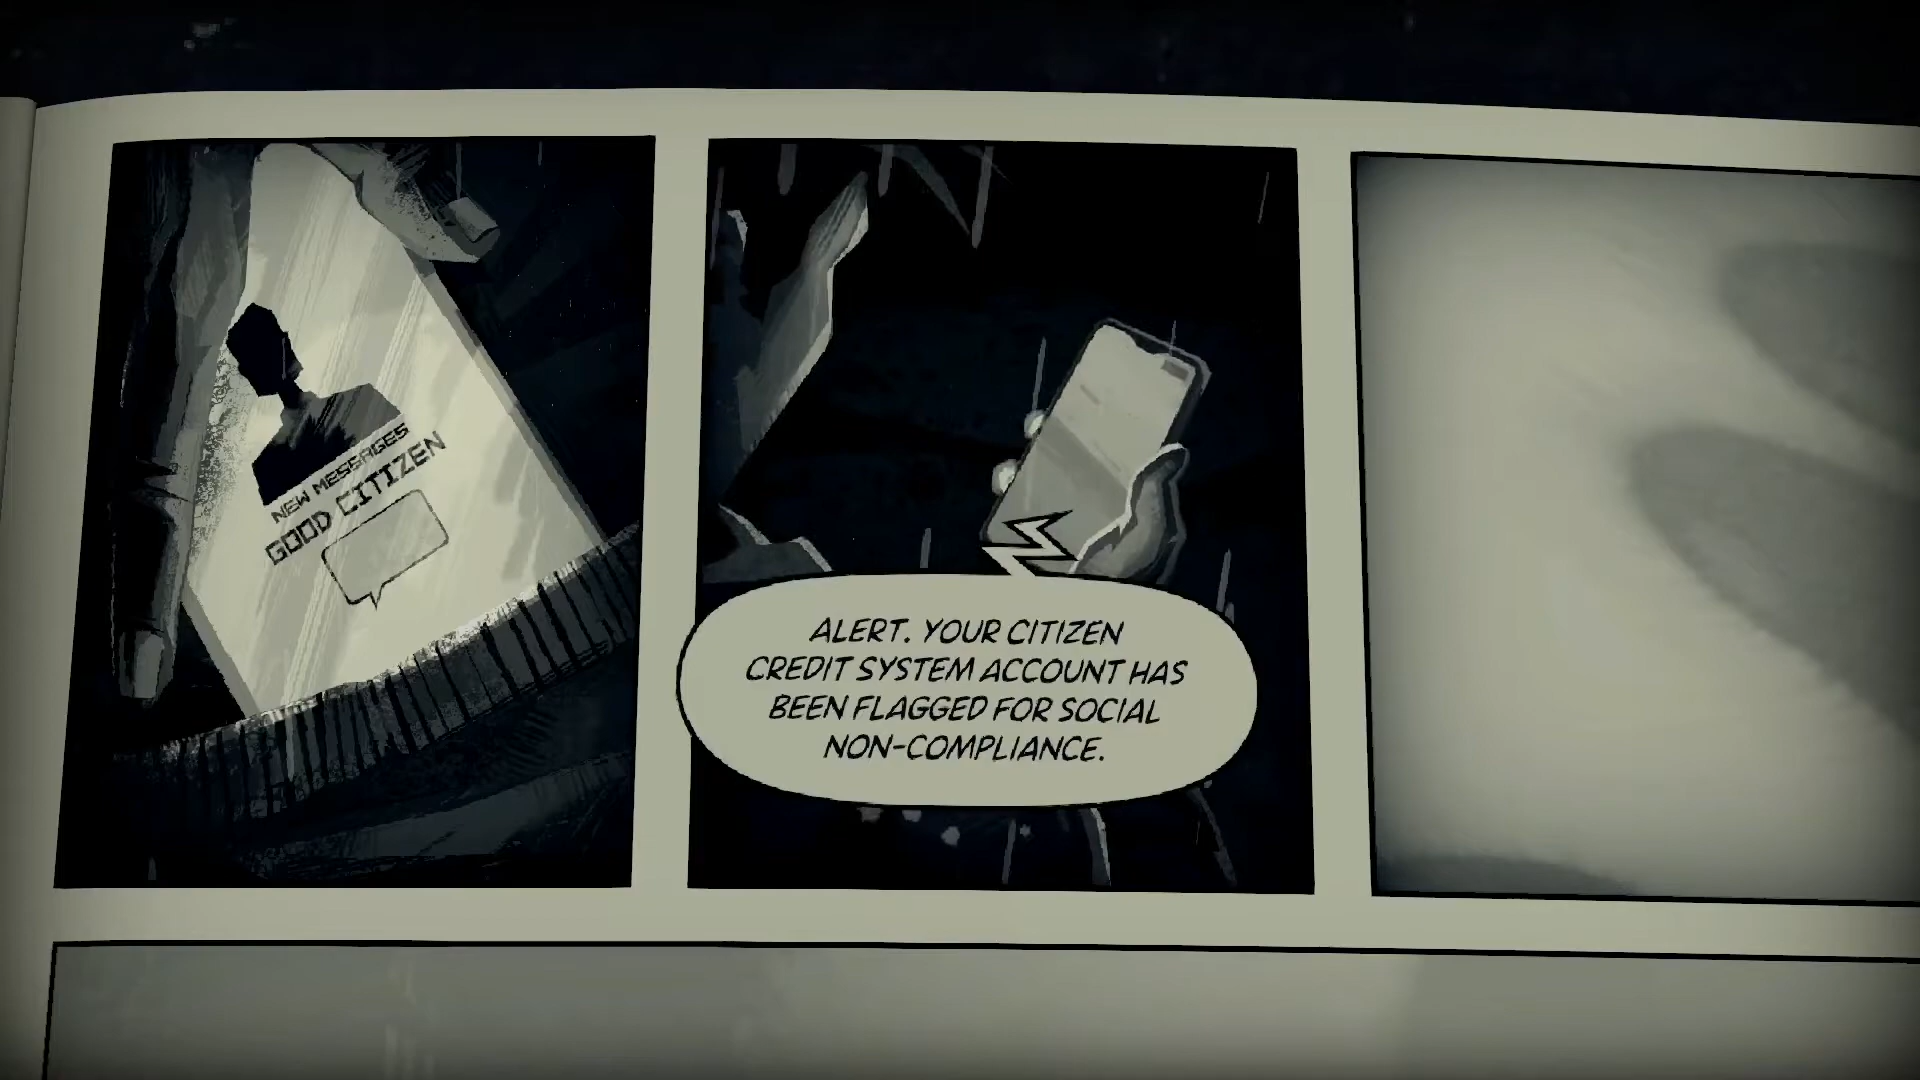 NEW MESSAGES
GOOD CITIZEN
ALERT. YOUR CITIZEN
CREDIT SYSTEM ACCOUNT HAS
BEEN FLAGGED FOR SOCIAL
NON-COMPLIANCE.